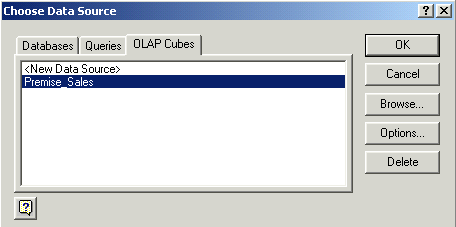 Choose Data Source
Databases Queries OLAP Cubes
<New Data Source>
Premise_Sales
OK
Cancel
Browse...
Options...
Delete